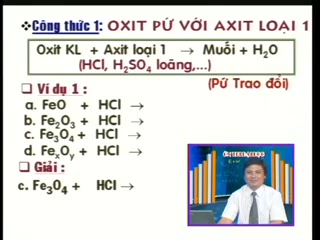 ❖Công thức 1: OXIT PỨ VỚI AXIT LOẠI 1
Oxit KL + Axit loại 1 → Muối + H₂O
(HCl, H₂SO₄ loãng,...)
(Pứ Trao đổi)
❑ Ví dụ 1 :
a. FeO + HCl →
b. Fe₂O₃ + HCl →
c. Fe₃O₄ + HCl →
d. FeₓOᵧ + HCl →
❑ Giải :
c. Fe₃O₄ + HCl →